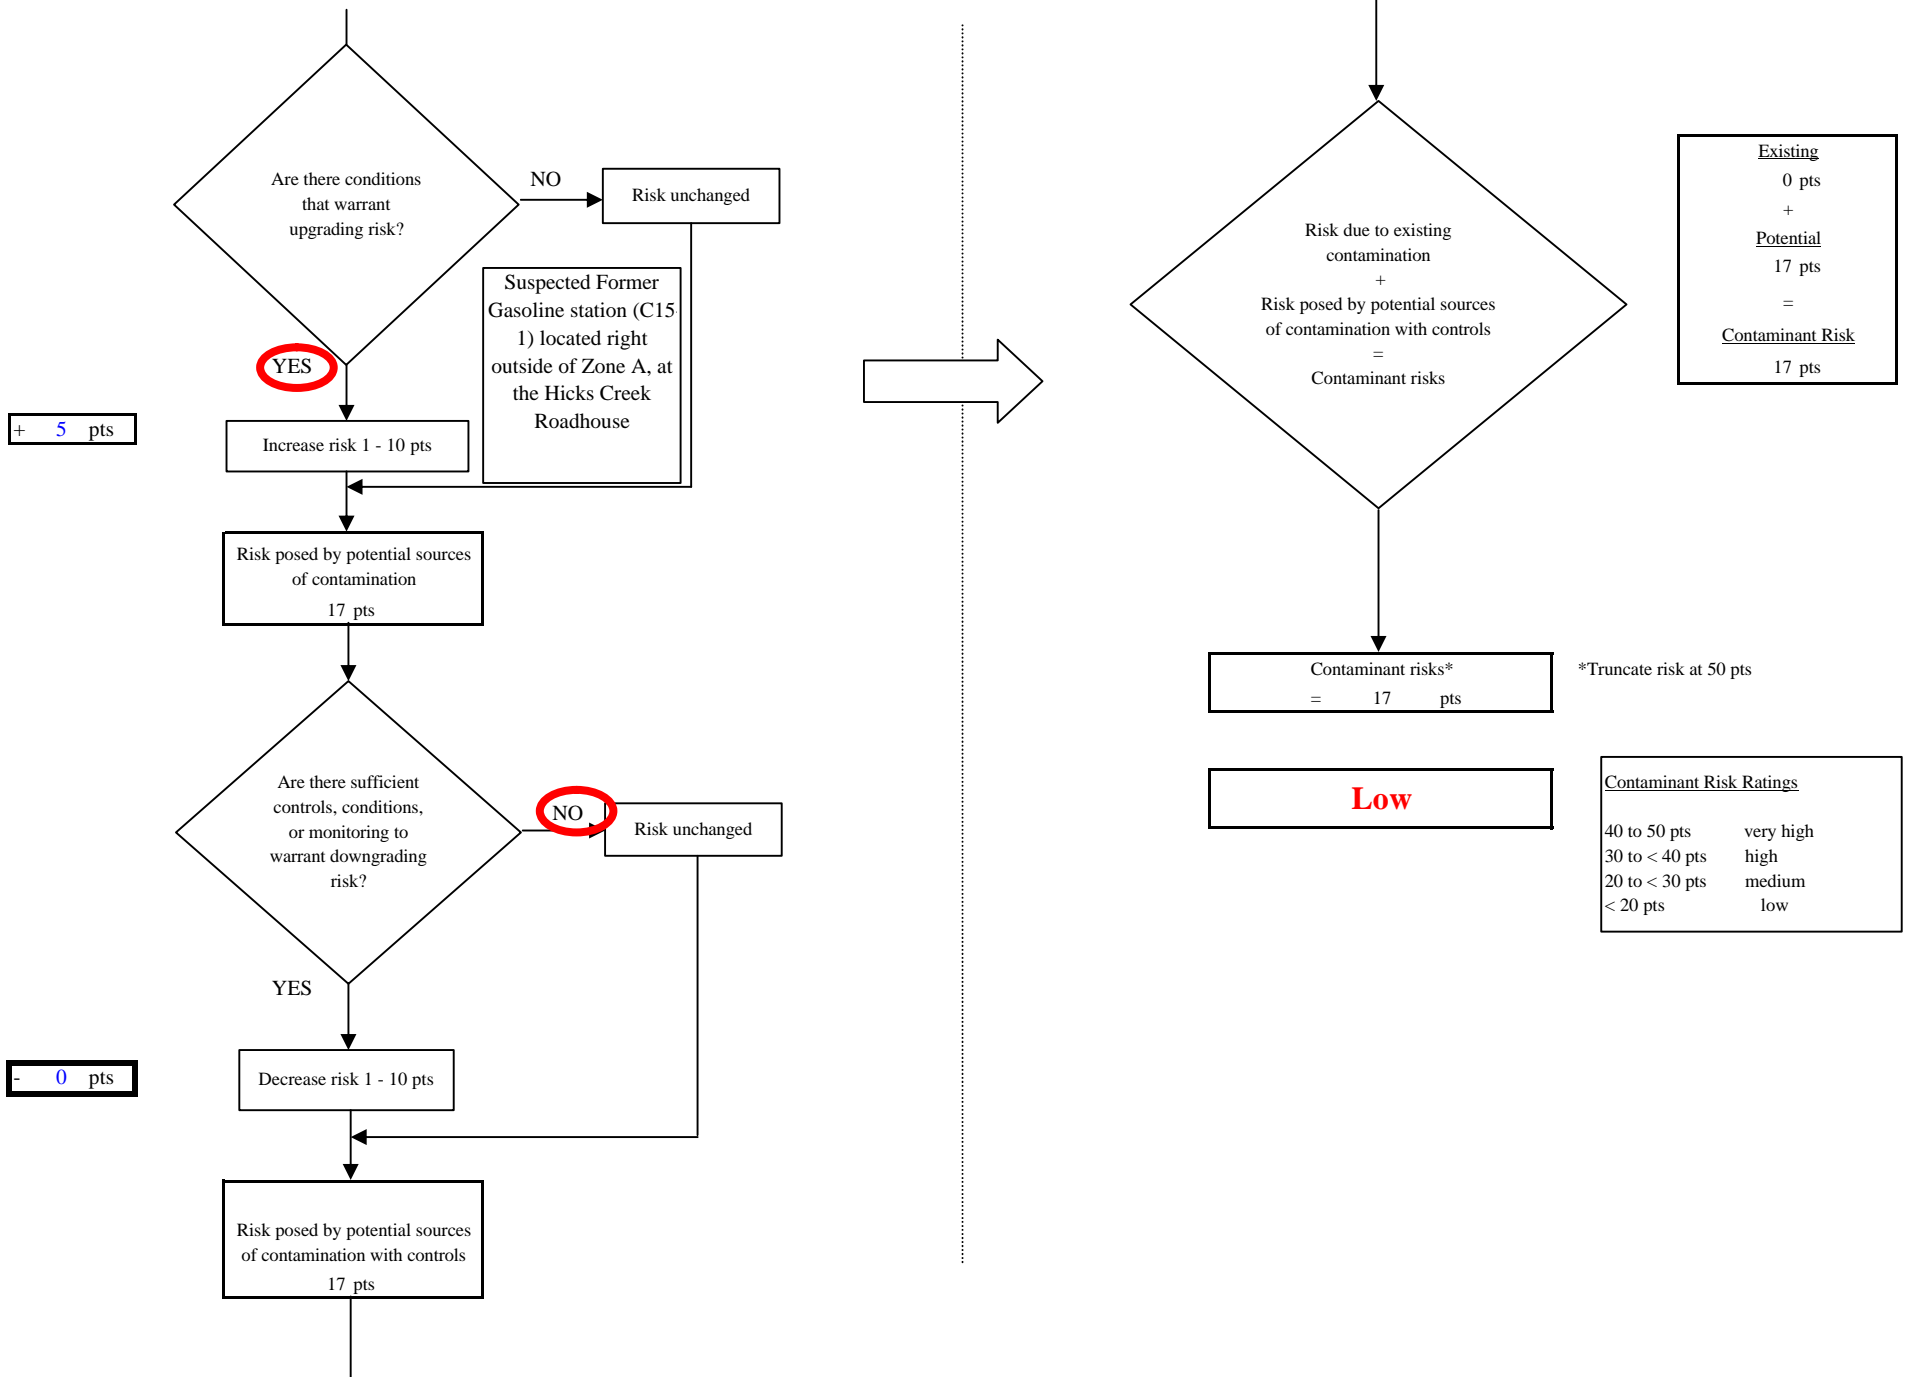 Are there conditions
that warrant
upgrading risk?
NO
Risk unchanged
Suspected Former
Gasoline station (C15-
1) located right
outside of Zone A, at
the Hicks Creek
Roadhouse
YES
+ 5 pts
Increase risk 1 - 10 pts
Risk posed by potential sources
of contamination
17 pts
Are there sufficient
controls, conditions,
or monitoring to
warrant downgrading
risk?
NO
Risk unchanged
YES
- 0 pts
Decrease risk 1 - 10 pts
Risk posed by potential sources
of contamination with controls
17 pts
Risk due to existing
contamination
+
Risk posed by potential sources
of contamination with controls
=
Contaminant risks
Existing
0 pts
+
Potential
17 pts
=
Contaminant Risk
17 pts
Contaminant risks*
= 17 pts
*Truncate risk at 50 pts
Low
Contaminant Risk Ratings
40 to 50 pts very high
30 to < 40 pts high
20 to < 30 pts medium
< 20 pts low